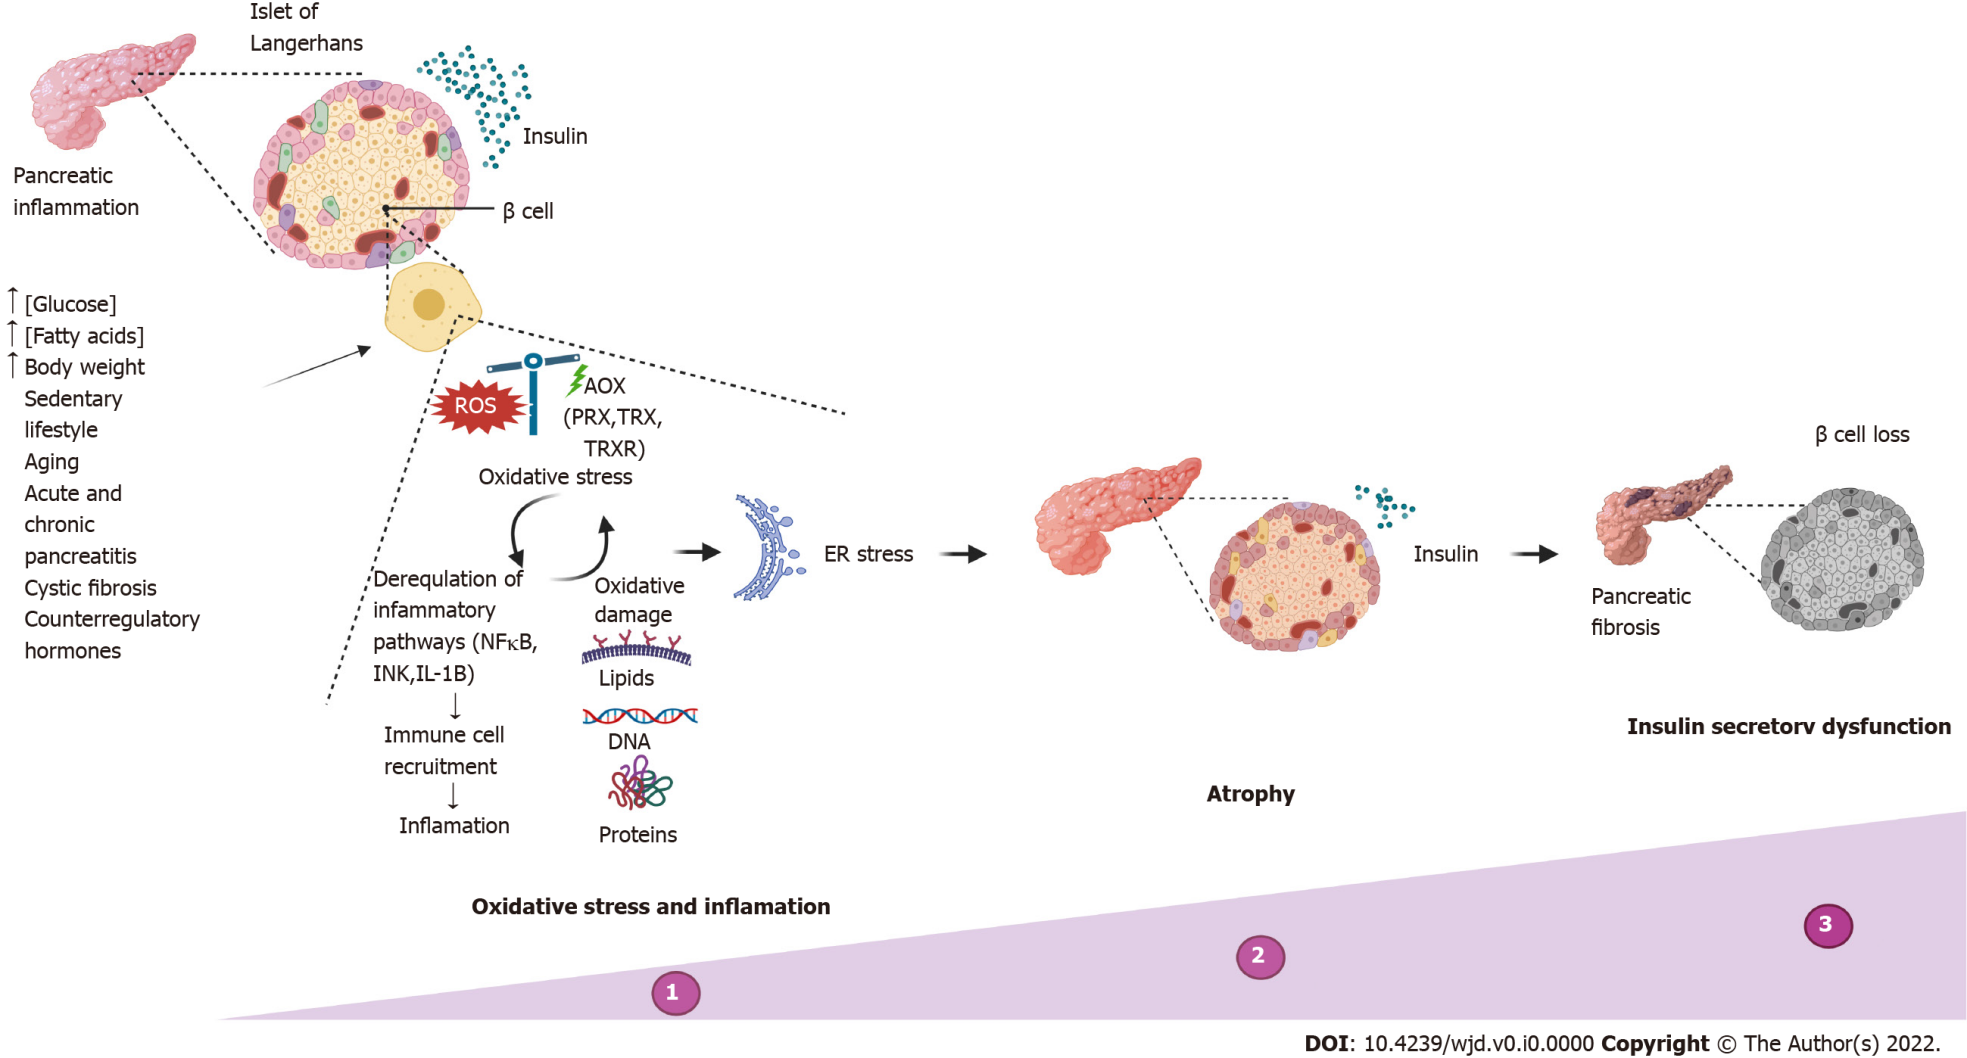 Islet of
Langerhans
Insulin
β cell
Pancreatic
inflammation
↑ [Glucose]
↑ [Fatty acids]
↑ Body weight
Sedentary
lifestyle
Aging
Acute and
chronic
pancreatitis
Cystic fibrosis
Counterregulatory
hormones
ROS
AOX
(PRX,TRX,
TRXR)
Oxidative stress
Derequlation of
infammatory
pathways (NFκB,
INK,IL-1B)
↓
Immune cell
recruitment
↓
Inflamation
Oxidative
damage
Lipids
DNA
Proteins
ER stress
Insulin
β cell loss
Pancreatic
fibrosis
Oxidative stress and inflamation
Atrophy
Insulin secretorv dysfunction
1
2
3
DOI: 10.4239/wjd.v0.i0.0000 Copyright © The Author(s) 2022.